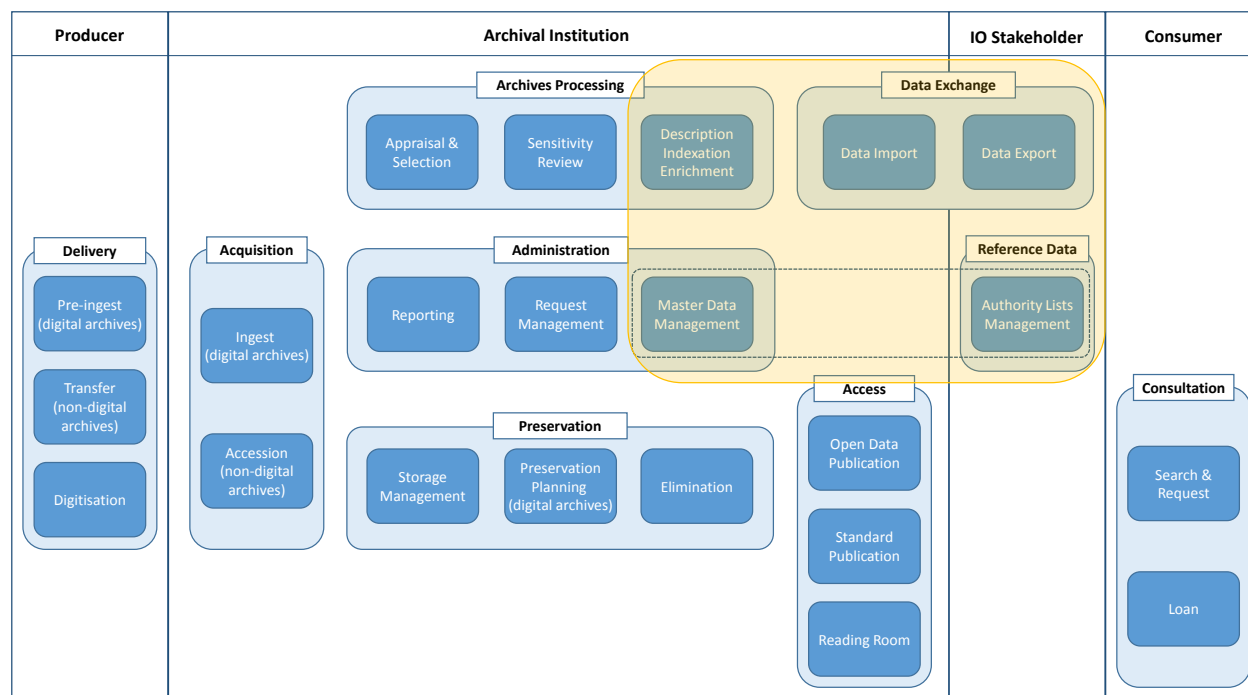 Producer
Archival Institution
IO Stakeholder
Consumer
Archives Processing
Appraisal &
Selection
Sensitivity
Review
Description
Indexation
Enrichment
Data Exchange
Data Import
Data Export
Delivery
Pre-ingest
(digital archives)
Transfer
(non-digital
archives)
Digitisation
Acquisition
Ingest
(digital archives)
Accession
(non-digital
archives)
Administration
Reporting
Request
Management
Master Data
Management
Reference Data
Authority Lists
Management
Preservation
Storage
Management
Preservation
Planning
(digital archives)
Elimination
Access
Open Data
Publication
Standard
Publication
Reading Room
Consultation
Search &
Request
Loan